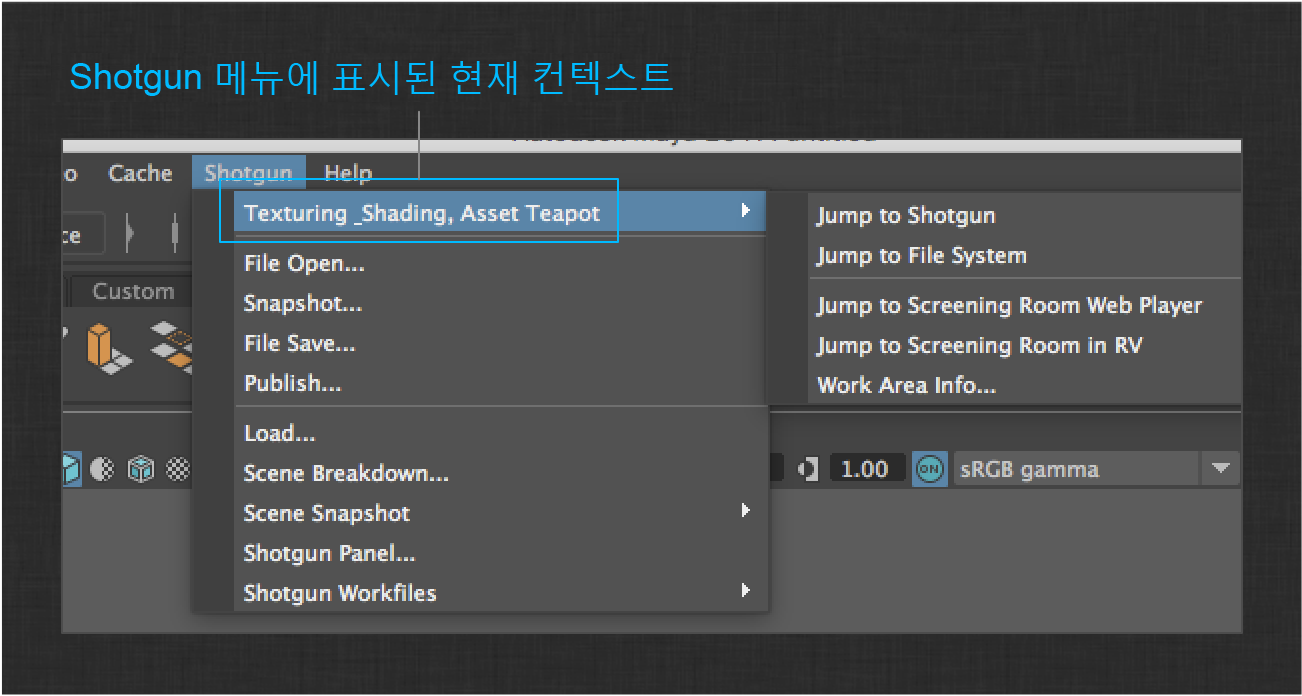 Shotgun 메뉴에 표시된 현재 컨텍스트
Cache Shotgun Help
Texturing _Shading, Asset Teapot
Jump to Shotgun
Jump to File System
Jump to Screening Room Web Player
Jump to Screening Room in RV
Work Area Info...
File Open...
Snapshot...
File Save...
Publish...
Load...
Scene Breakdown...
Scene Snapshot
Shotgun Panel...
Shotgun Workfiles
Custom
1.00 ON sRGB gamma